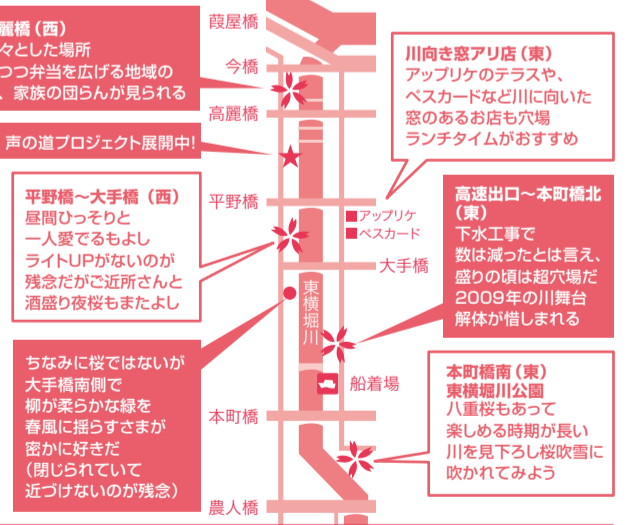 麗橋（西）
々とした場所
つつ弁当を広げる地域の
、家族の団らんが見られる
声の道プロジェクト展開中!
平野橋〜大手橋（西）
昼間ひっそりと
一人愛でるもよし
ライトUPがないのが
残念だがご近所さんと
酒盛り夜桜もまたよし
ちなみに桜ではないが
大手橋南側で
柳が柔らかな緑を
春風に揺らすさまが
密かに好きだ
（閉じられていて
近づけないのが残念）
葭屋橋
今橋
高麗橋
平野橋
■アップリケ
■ペスカード
大手橋
東横堀川
船着場
本町橋
農人橋
川向き窓アリ店（東）
アップリケのテラスや、
ペスカードなど川に向いた
窓のあるお店も穴場
ランチタイムがおすすめ
高速出口〜本町橋北
（東）
下水工事で
数は減ったとは言え、
盛りの頃は超穴場だ
2009年の川舞台
解体が惜しまれる
本町橋南（東）
東横堀川公園
八重桜もあって
楽しめる時期が長い
川を見下ろし桜吹雪に
吹かれてみよう